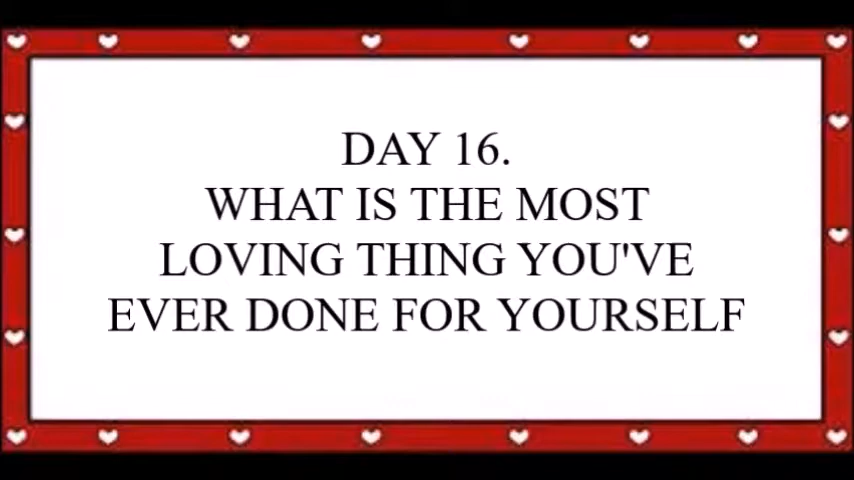 DAY 16.
WHAT IS THE MOST
LOVING THING YOU'VE
EVER DONE FOR YOURSELF